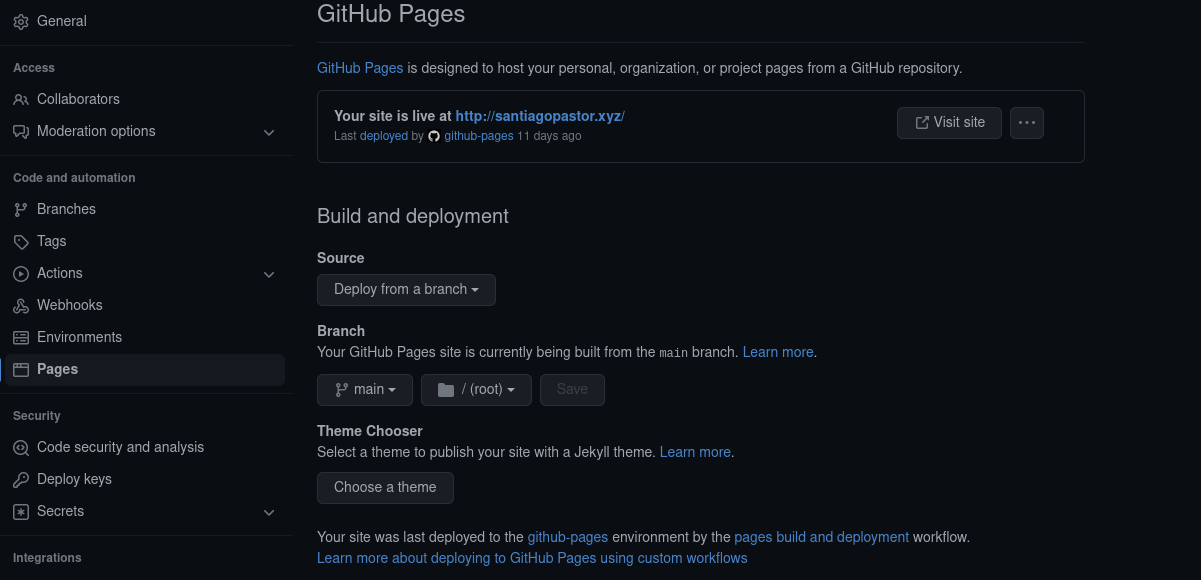 General
Access
Collaborators
Moderation options
Code and automation
Branches
Tags
Actions
Webhooks
Environments
Pages
Security
Code security and analysis
Deploy keys
Secrets
Integrations
GitHub Pages
GitHub Pages is designed to host your personal, organization, or project pages from a GitHub repository.
Your site is live at http://santiagopastor.xyz/
Last deployed by github-pages 11 days ago
Visit site
Build and deployment
Source
Deploy from a branch
Branch
Your GitHub Pages site is currently being built from the main branch. Learn more.
main / (root) Save
Theme Chooser
Select a theme to publish your site with a Jekyll theme. Learn more.
Choose a theme
Your site was last deployed to the github-pages environment by the pages build and deployment workflow.
Learn more about deploying to GitHub Pages using custom workflows